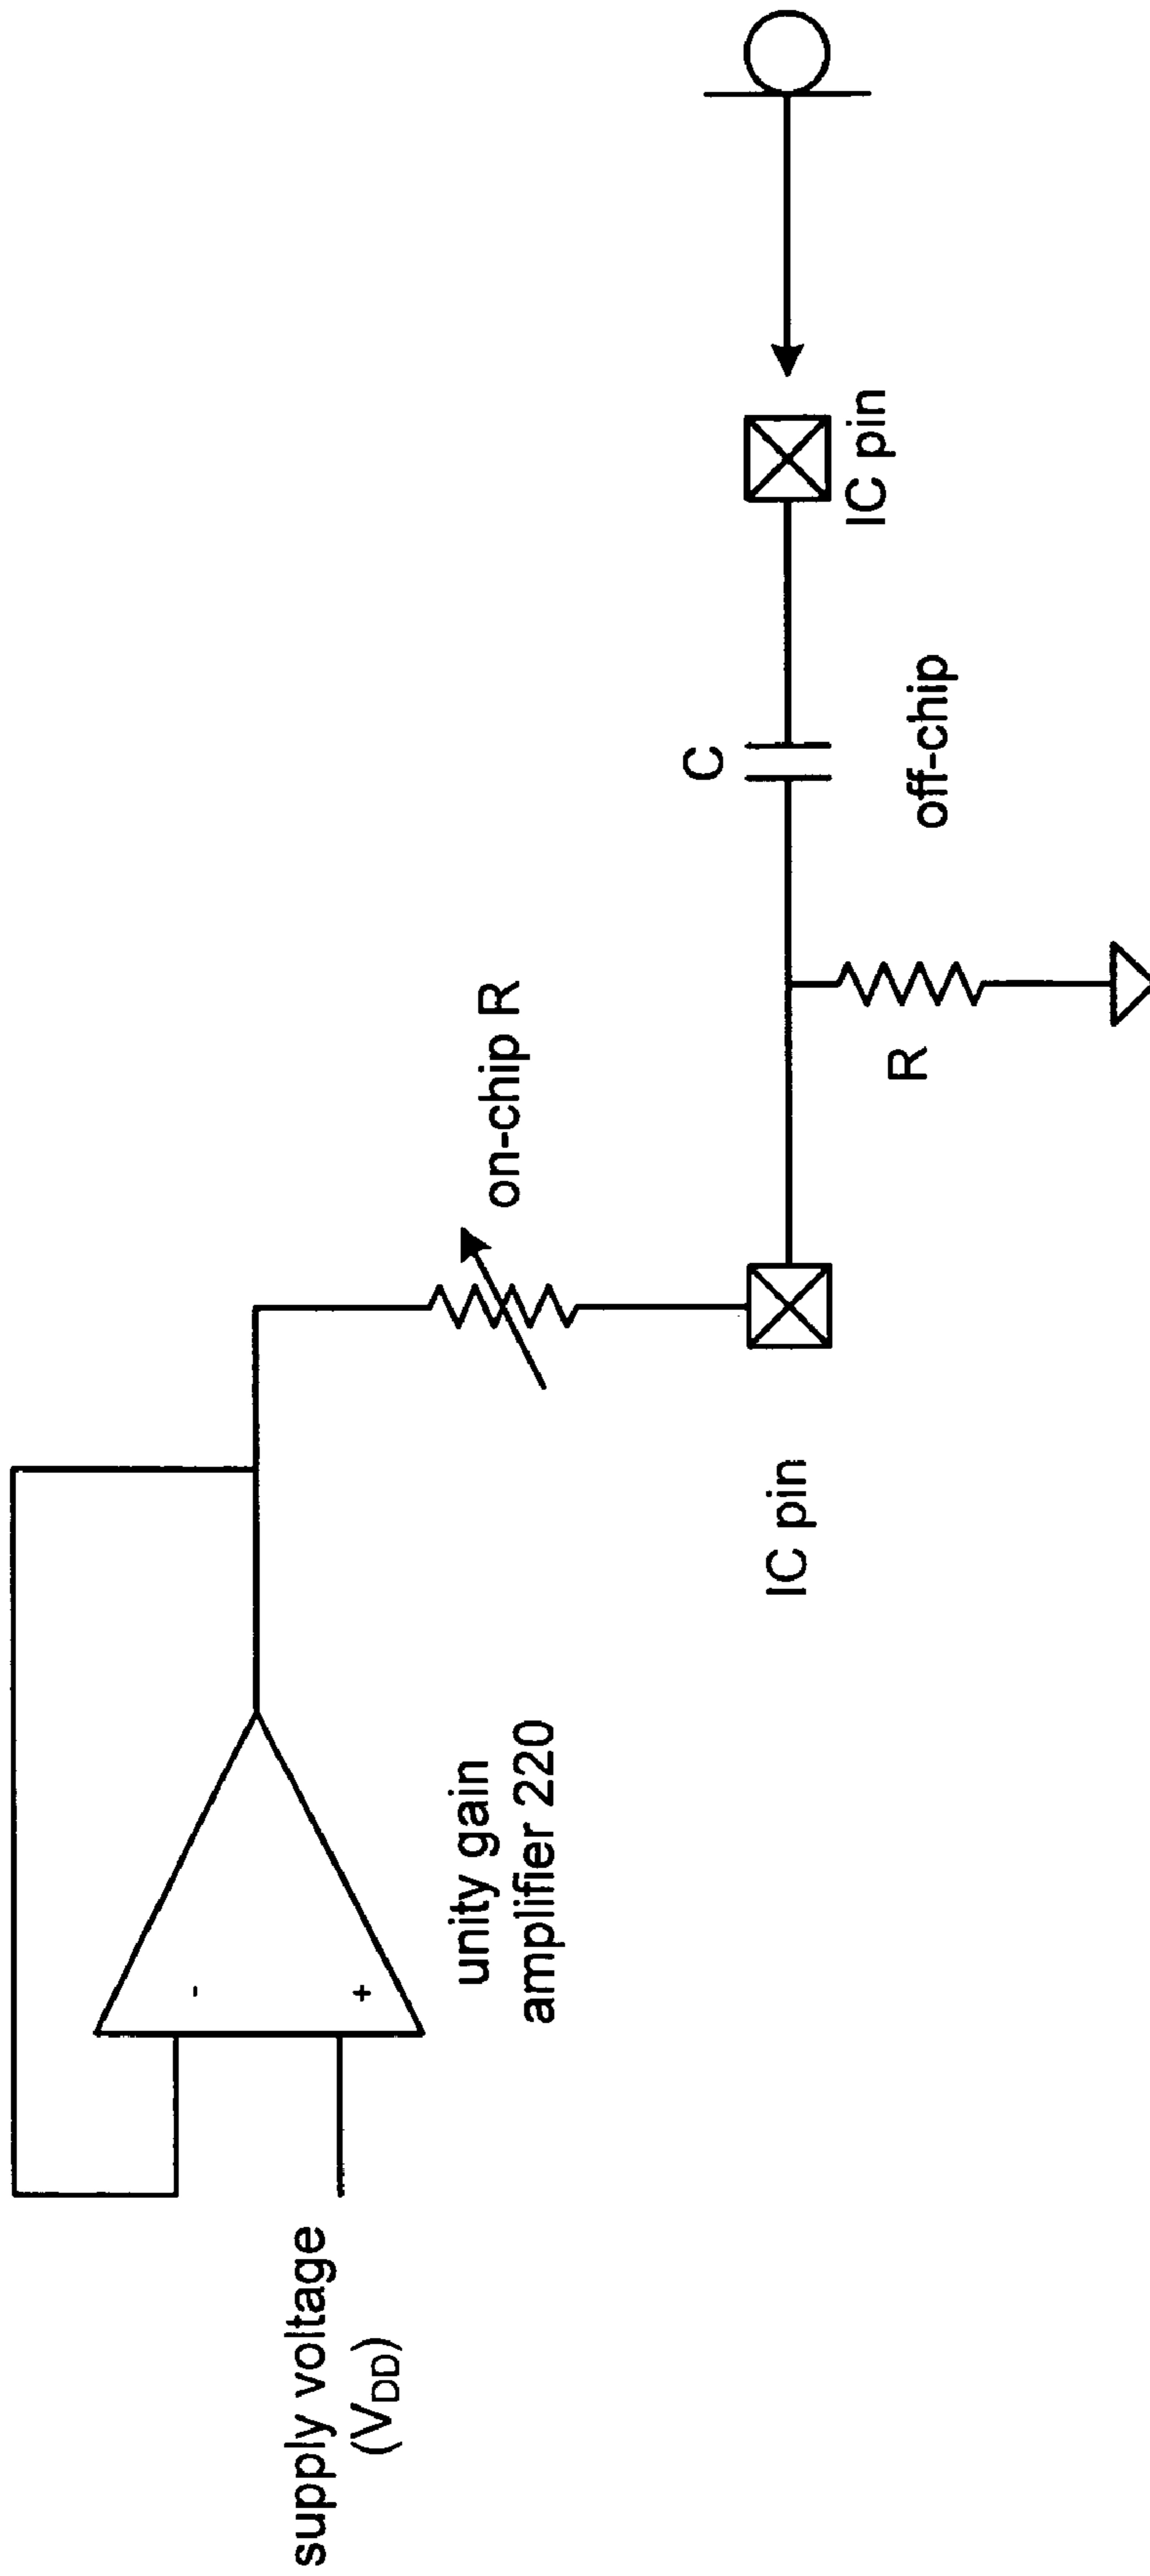 supply voltage
(VDD)
-
+
unity gain
amplifier 220
on-chip R
IC pin
R
C
off-chip
IC pin